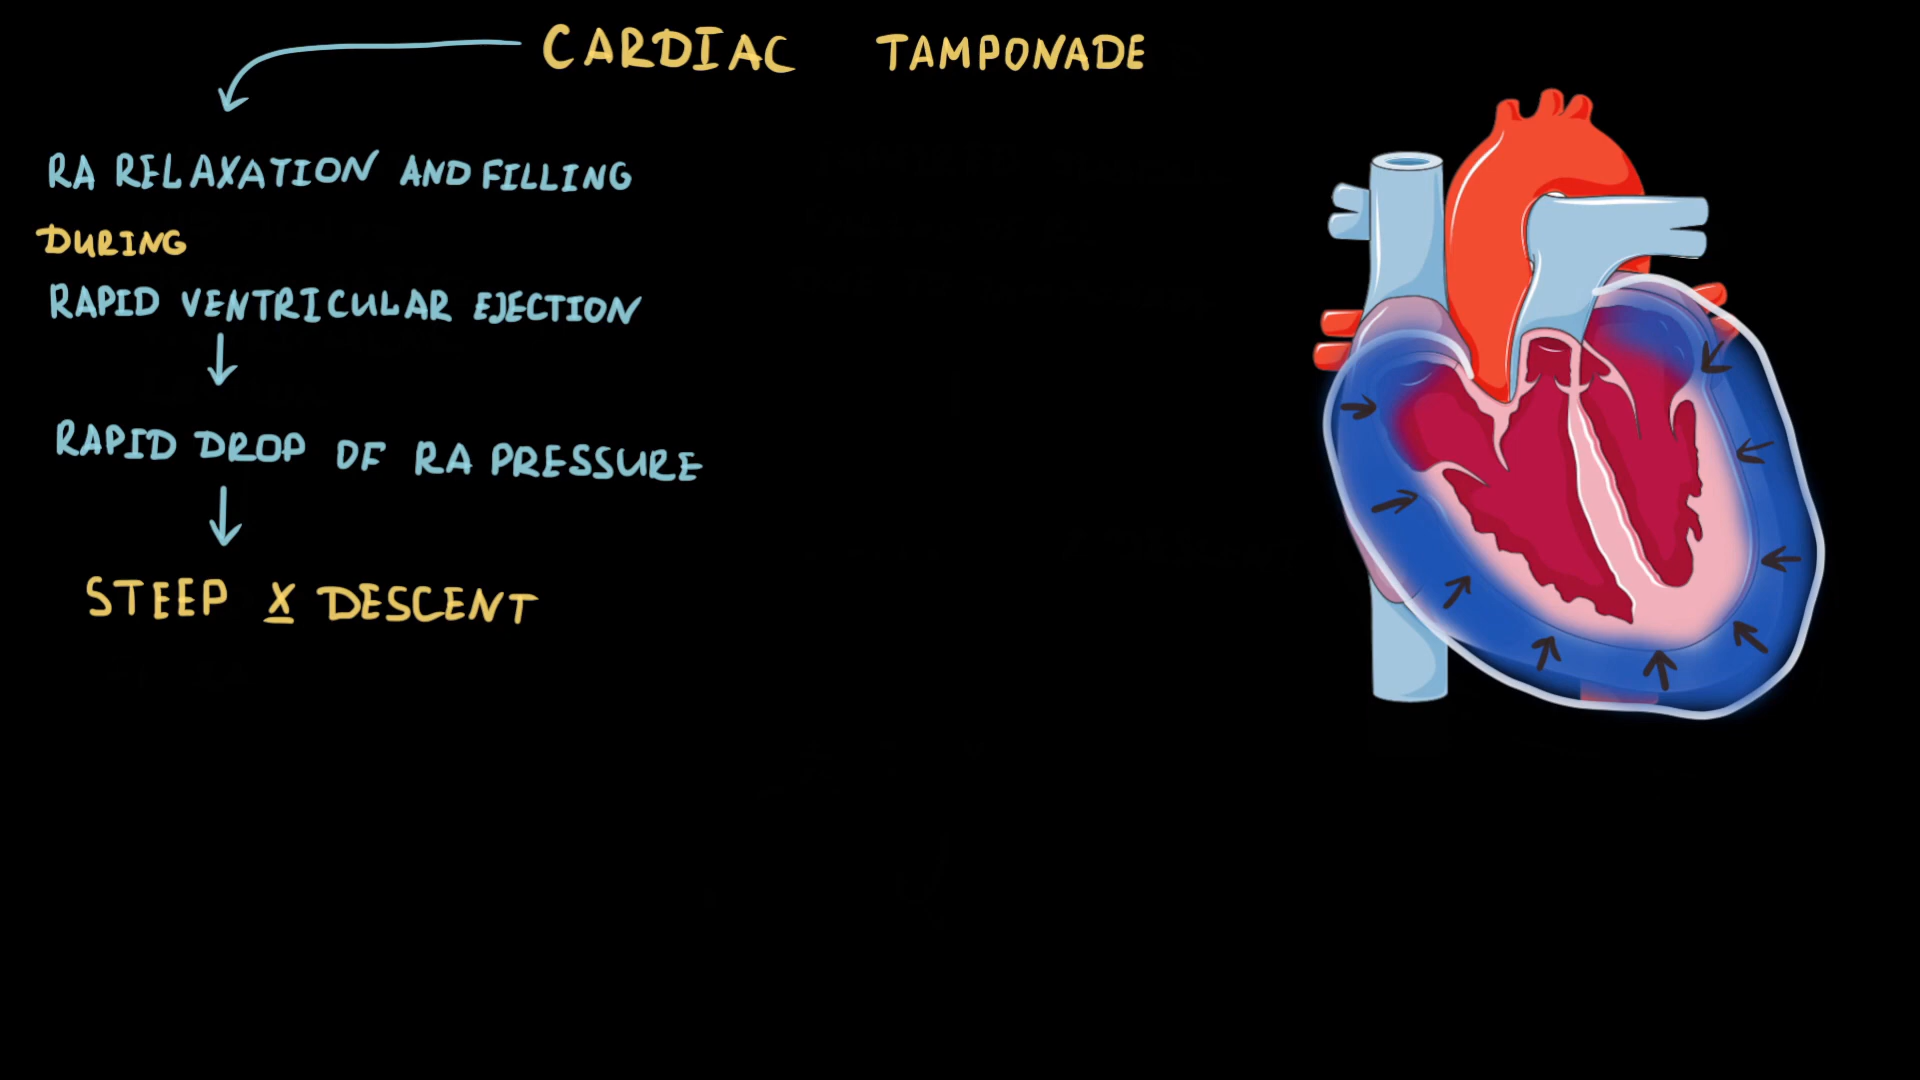 CARDIAC TAMPONADE
RA RELAXATION AND FILLING
DURING
RAPID VENTRICULAR EJECTION
RAPID DROP OF RA PRESSURE
STEEP X DESCENT